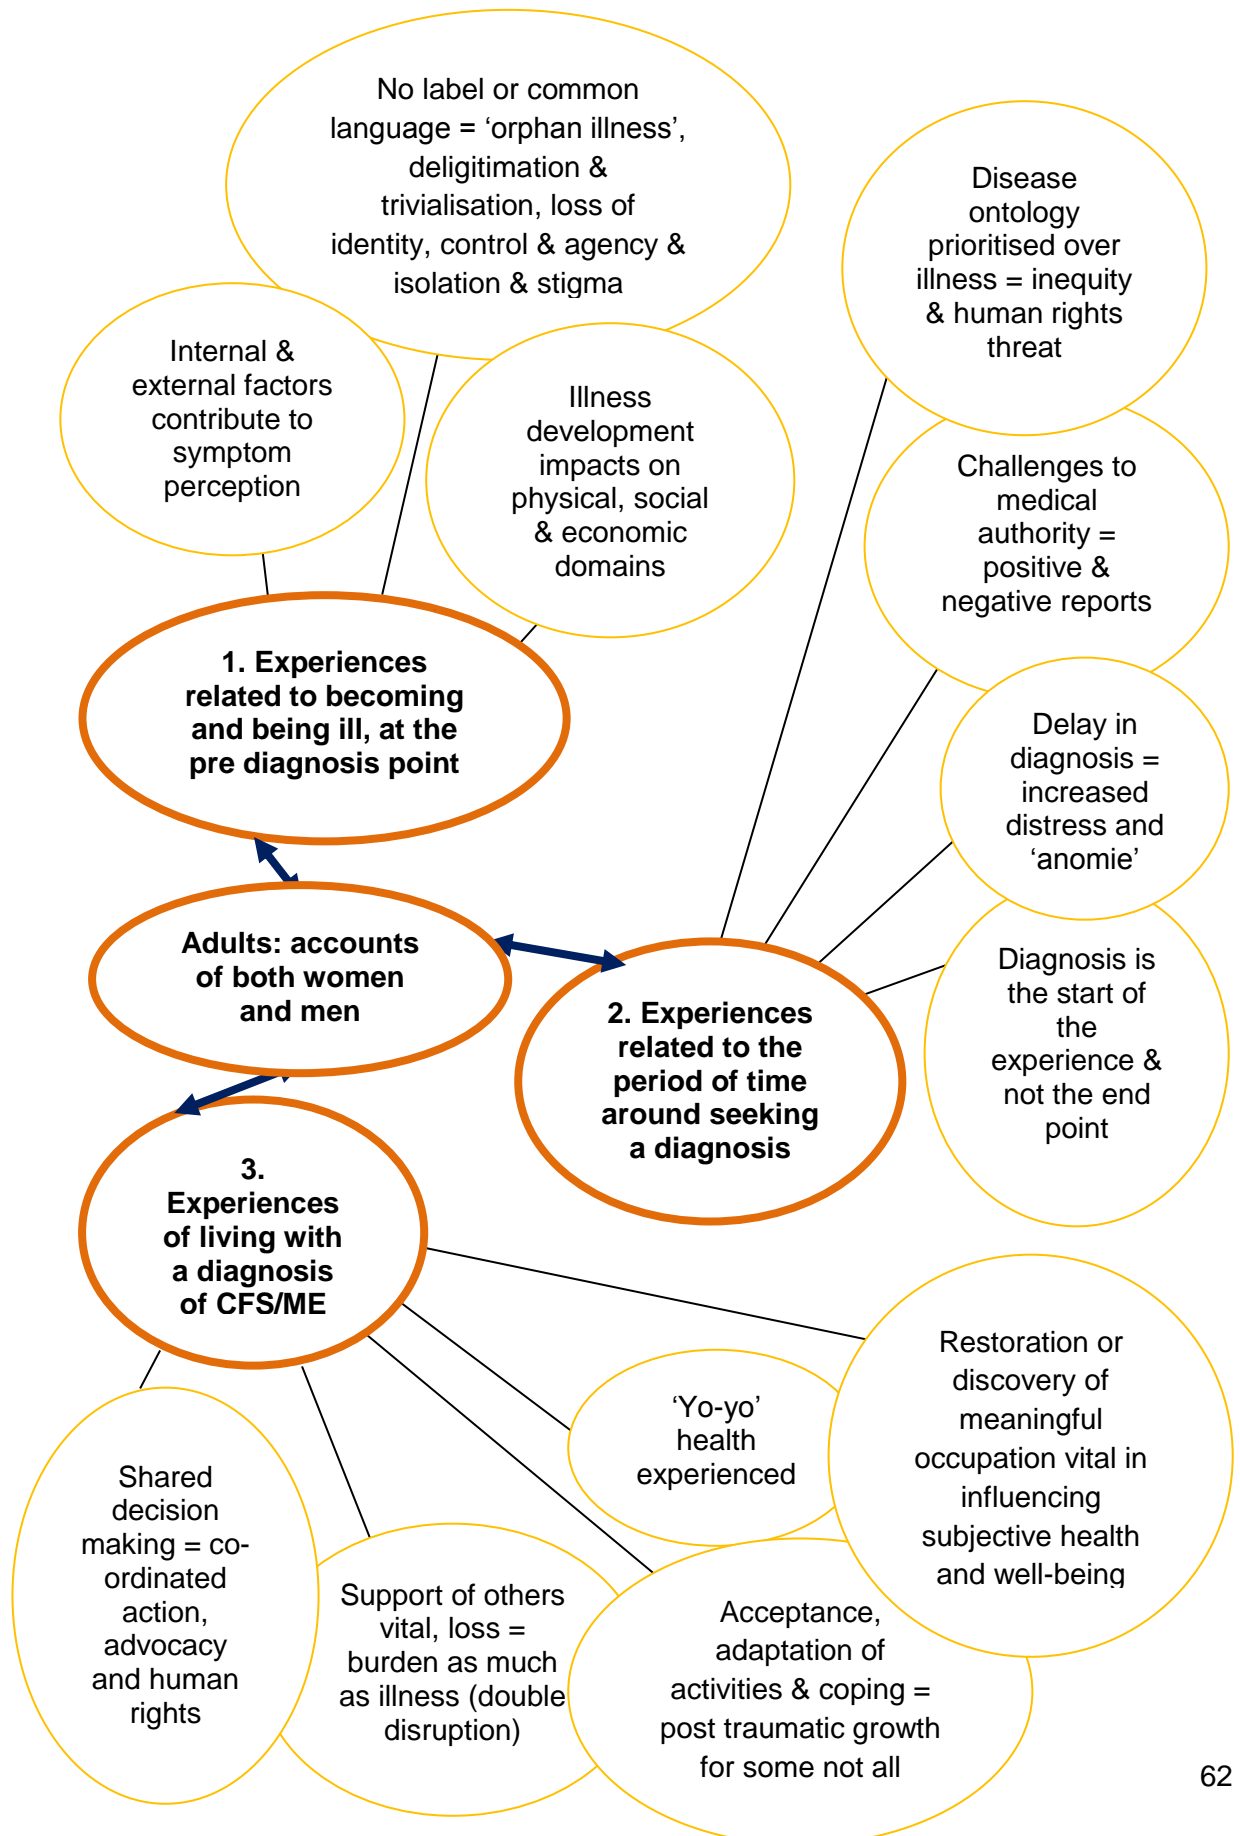 No label or common
language = ‘orphan illness’,
deligitimation &
trivialisation, loss of
identity, control & agency &
isolation & stigma
Disease
ontology
prioritised over
illness = inequity
& human rights
threat
Internal &
external factors
contribute to
symptom
perception
Illness
development
impacts on
physical, social
& economic
domains
Challenges to
medical
authority =
positive &
negative reports
1. Experiences
related to becoming
and being ill, at the
pre diagnosis point
Delay in
diagnosis =
increased
distress and
‘anomie’
Adults: accounts
of both women
and men
2. Experiences
related to the
period of time
around seeking
a diagnosis
Diagnosis is
the start of
the
experience &
not the end
point
3.
Experiences
of living with
a diagnosis
of CFS/ME
Restoration or
discovery of
meaningful
occupation vital in
influencing
subjective health
and well-being
‘Yo-yo’
health
experienced
Shared
decision
making = co-
ordinated
action,
advocacy
and human
rights
Support of others
vital, loss =
burden as much
as illness (double
disruption)
Acceptance,
adaptation of
activities & coping =
post traumatic growth
for some not all
62